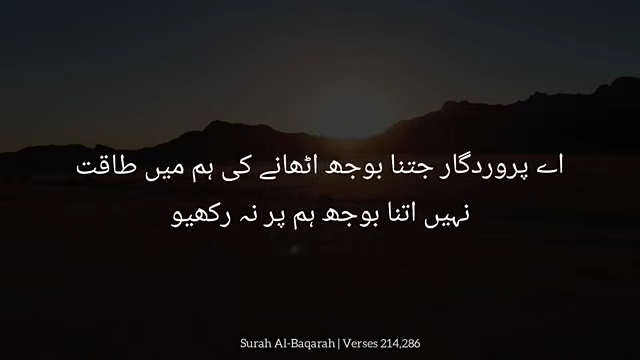 اے پروردگار جتنا بوجھ اٹھانے کی ہم میں طاقت
نہیں اتنا بوجھ ہم پر نہ رکھیو
Surah Al-Baqarah | Verses 214,286